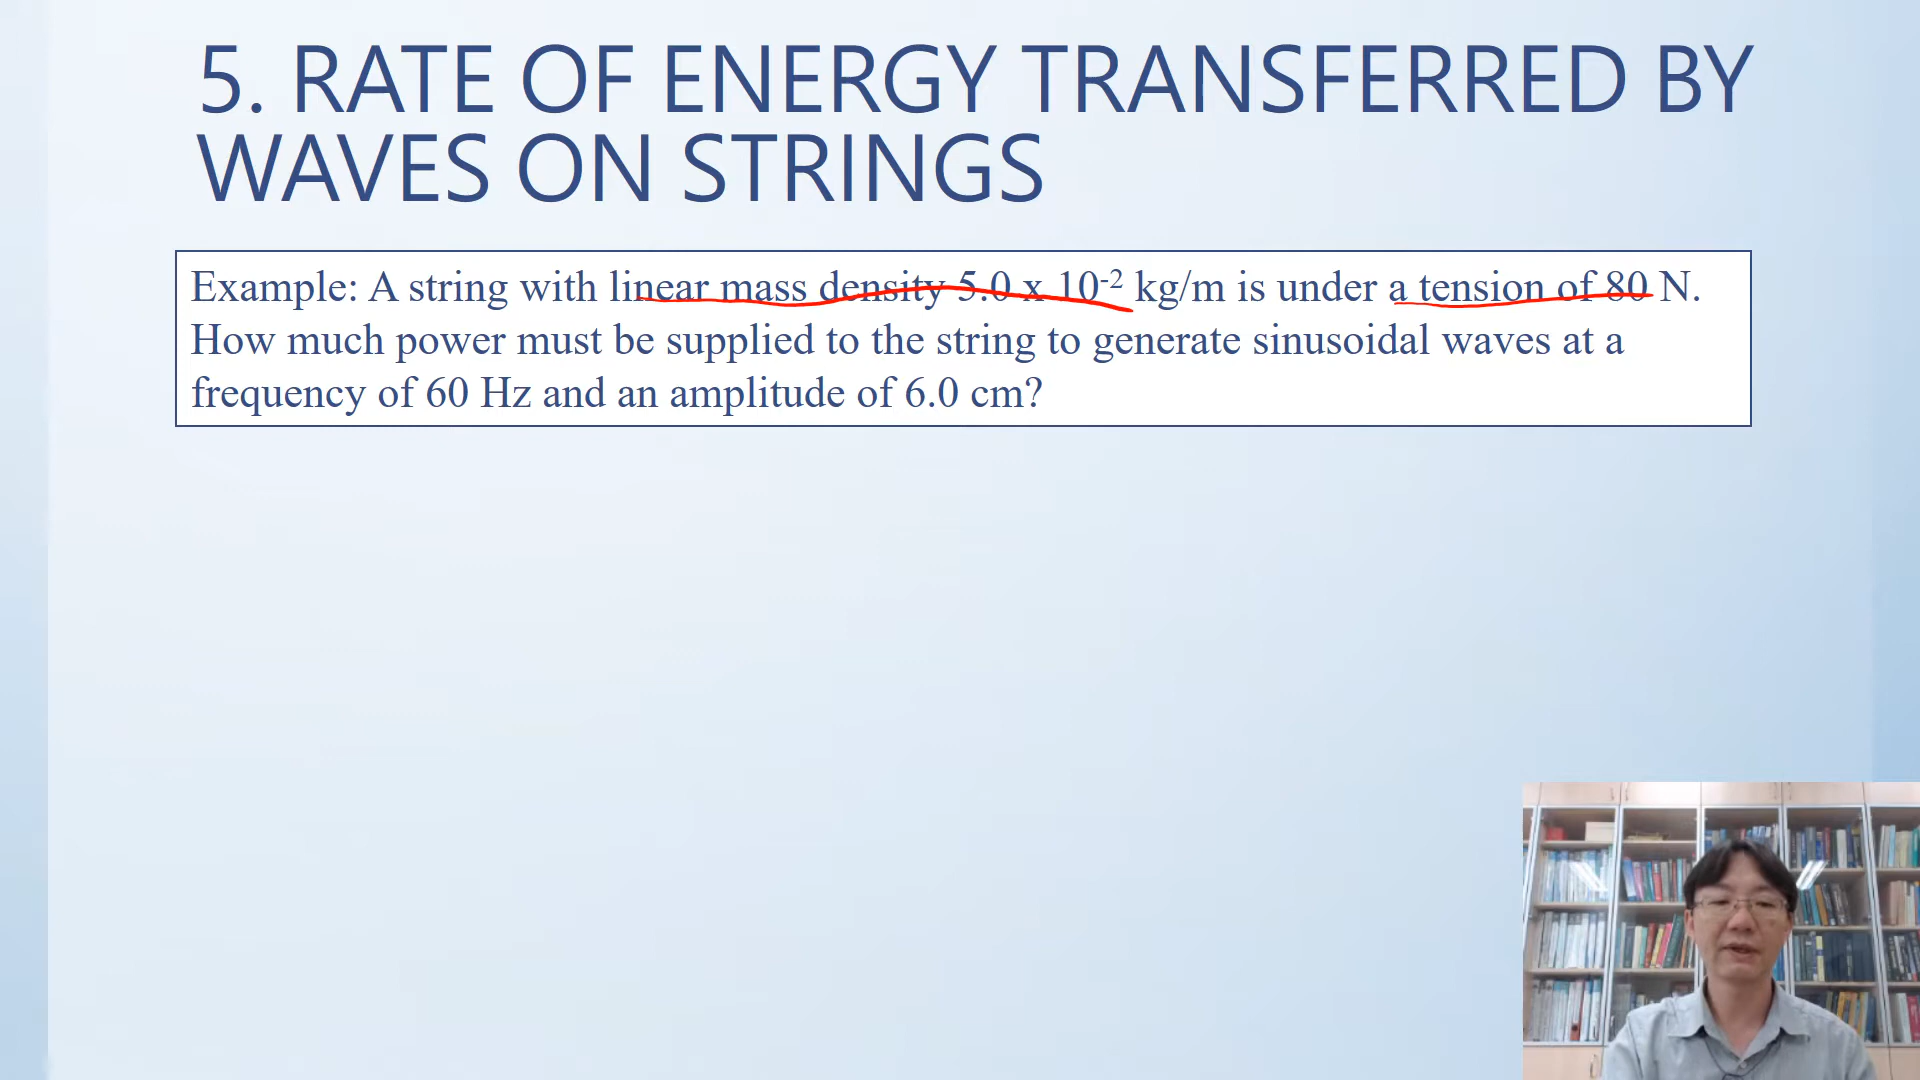 5. RATE OF ENERGY TRANSFERRED BY
WAVES ON STRINGS
Example: A string with linear mass density 5.0 x 10-2 kg/m is under a tension of 80 N.
How much power must be supplied to the string to generate sinusoidal waves at a
frequency of 60 Hz and an amplitude of 6.0 cm?